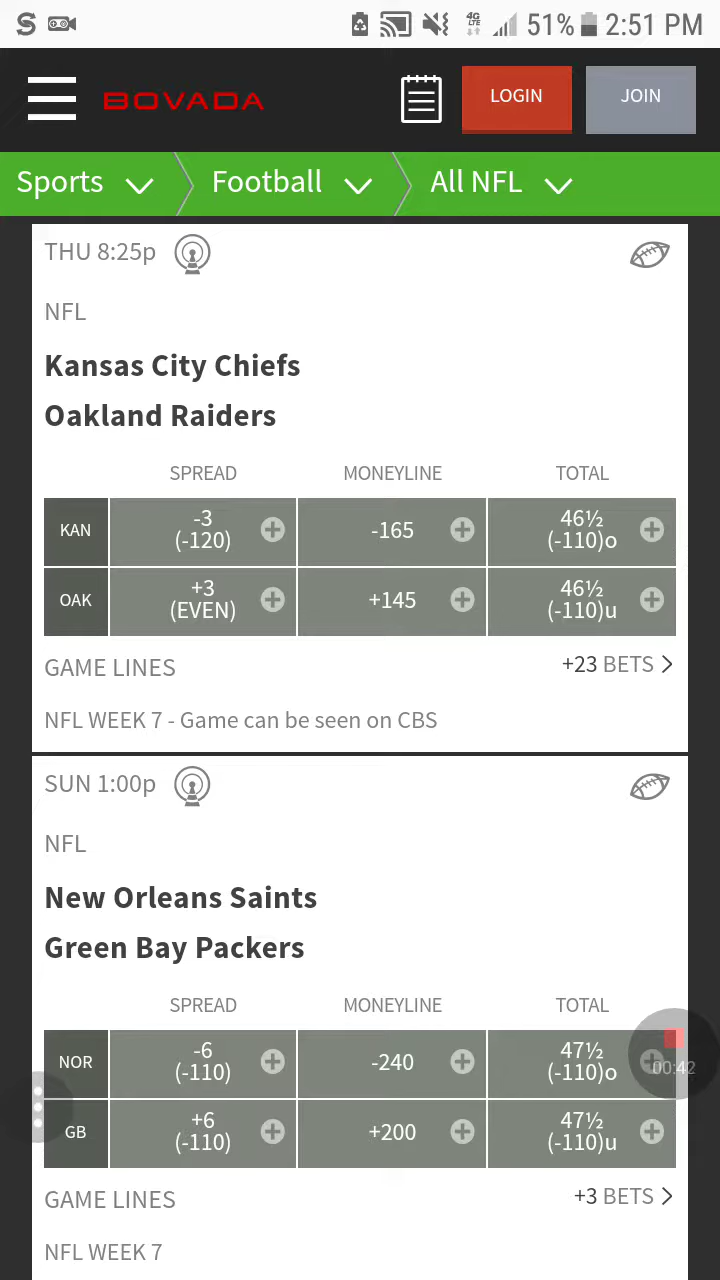 4G LTE 51% 2:51 PM
BOVADA LOGIN JOIN
Sports Football All NFL
THU 8:25p
NFL
Kansas City Chiefs
Oakland Raiders
SPREAD MONEYLINE TOTAL
KAN -3 (-120) -165 46½ (-110)o
OAK +3 (EVEN) +145 46½ (-110)u
GAME LINES +23 BETS
NFL WEEK 7 - Game can be seen on CBS
SUN 1:00p
NFL
New Orleans Saints
Green Bay Packers
SPREAD MONEYLINE TOTAL
NOR -6 (-110) -240 47½ (-110)o
00:42
GB +6 (-110) +200 47½ (-110)u
GAME LINES +3 BETS
NFL WEEK 7